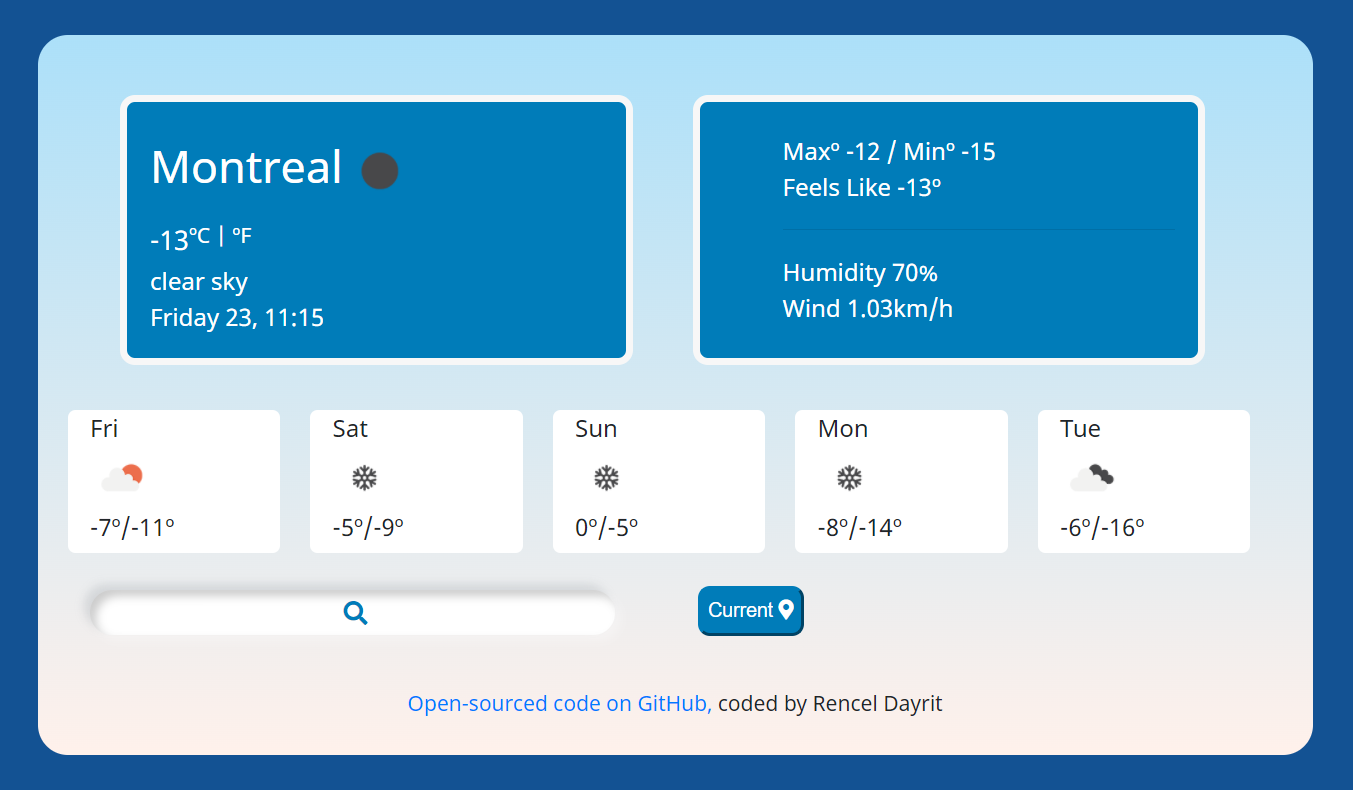 Montreal
-13ºC | ºF
clear sky
Friday 23, 11:15
Maxº -12 / Minº -15
Feels Like -13º
Humidity 70%
Wind 1.03km/h
Fri
-7º/-11º
Sat
-5º/-9º
Sun
0º/-5º
Mon
-8º/-14º
Tue
-6º/-16º
Current
Open-sourced code on GitHub, coded by Rencel Dayrit